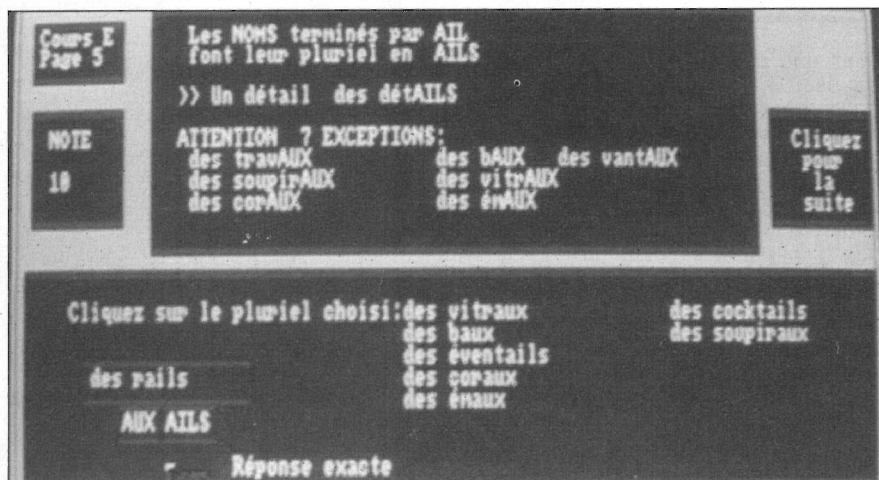 Cours E
Page 5
Les NOMS terminés par AIL
font leur pluriel en AILS
>> Un détail des détAILS
NOTE
10
ATTENTION 7 EXCEPTIONS:
des travAUX des bAUX des vantAUX
des soupirAUX des vitrAUX
des corAUX des émAUX
Cliquez
pour
la
suite
Cliquez sur le pluriel choisi:des vitraux des cocktails
des baux des soupiraux
des éventails
des rails des coraux
des émaux
AUX AILS
Réponse exacte